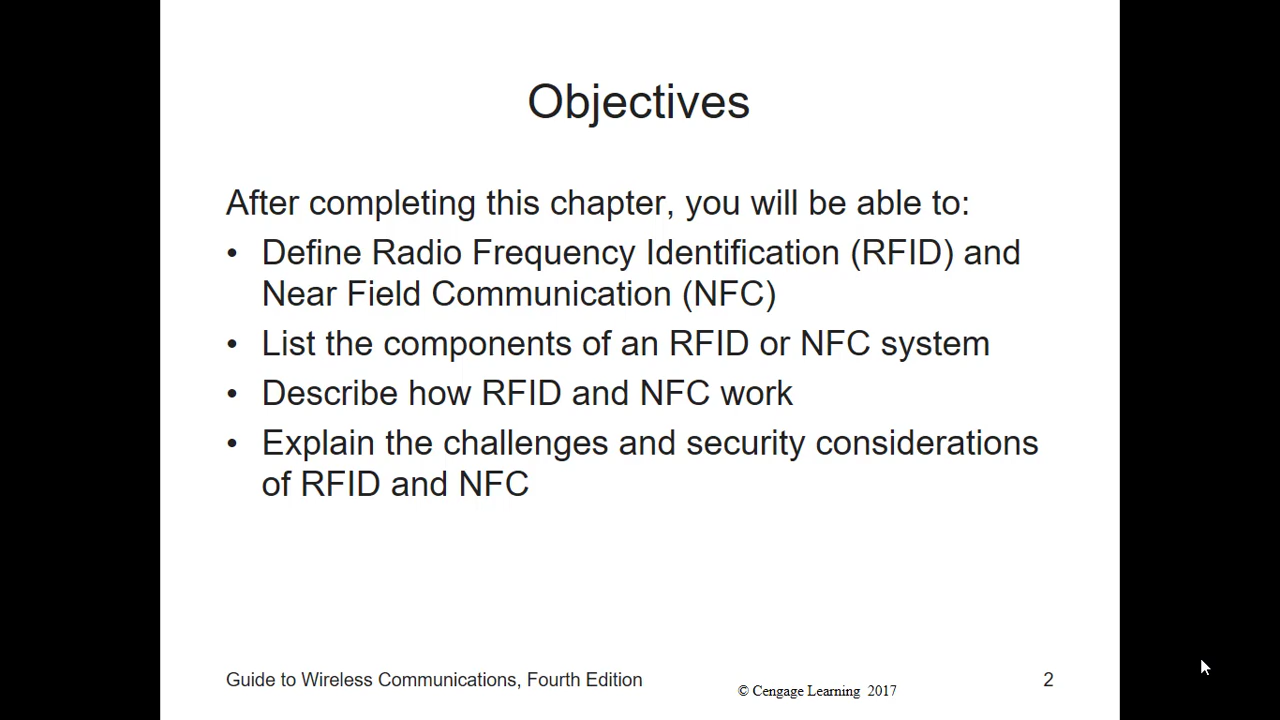 Objectives
After completing this chapter, you will be able to:
• Define Radio Frequency Identification (RFID) and
Near Field Communication (NFC)
• List the components of an RFID or NFC system
• Describe how RFID and NFC work
• Explain the challenges and security considerations
of RFID and NFC
Guide to Wireless Communications, Fourth Edition
© Cengage Learning 2017
2